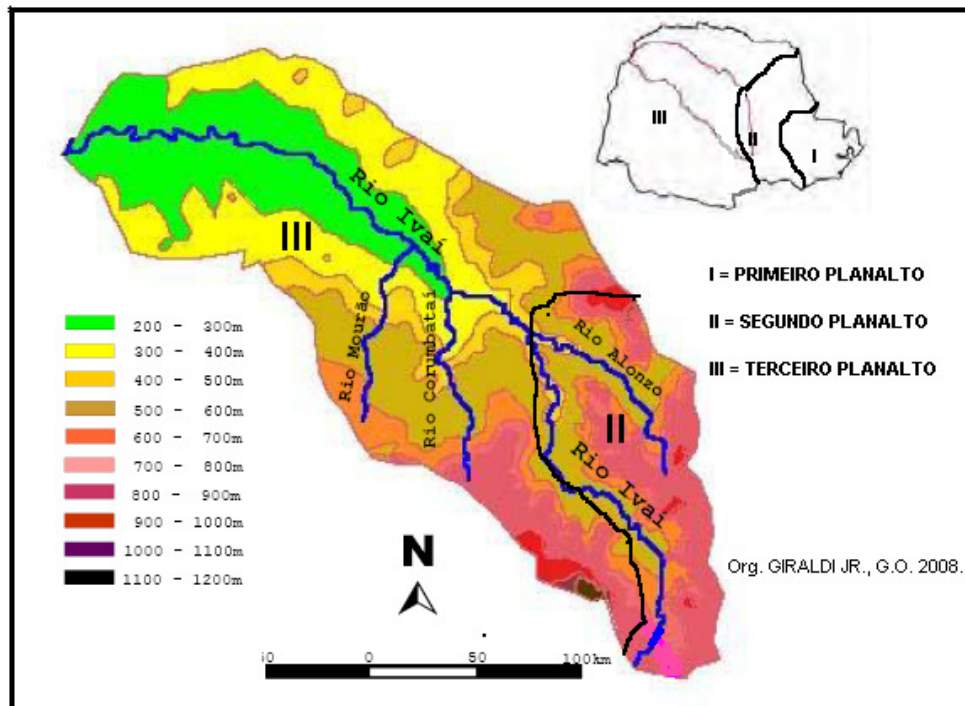 III
II
I
Rio Ivaí
III
I = PRIMEIRO PLANALTO
II = SEGUNDO PLANALTO
III = TERCEIRO PLANALTO
Rio Mourão
Rio Corumbataí
Rio Alonzo
II
Rio Ivaí
200 - 300m
300 - 400m
400 - 500m
500 - 600m
600 - 700m
700 - 800m
800 - 900m
900 - 1000m
1000 - 1100m
1100 - 1200m
N
Org. GIRALDI JR., G.O. 2008.
0 50 100km